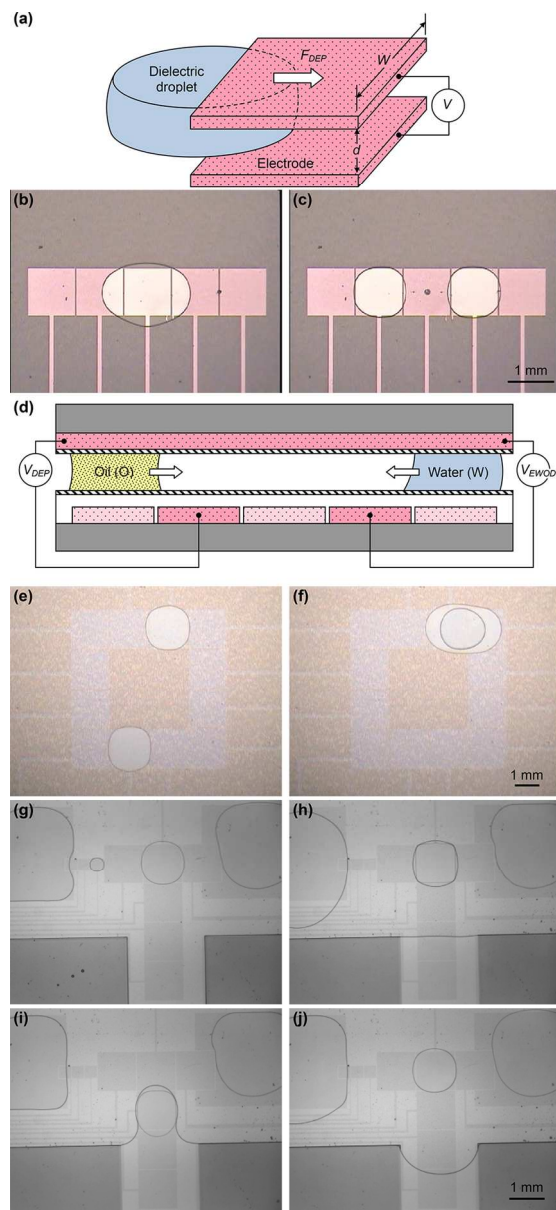 (a)
F_DEP
W
Dielectric
droplet
V
d
Electrode
(b)
(c)
1 mm
(d)
V_DEP
Oil (O)
Water (W)
V_EWOD
(e)
(f)
1 mm
(g)
(h)
(i)
(j)
1 mm